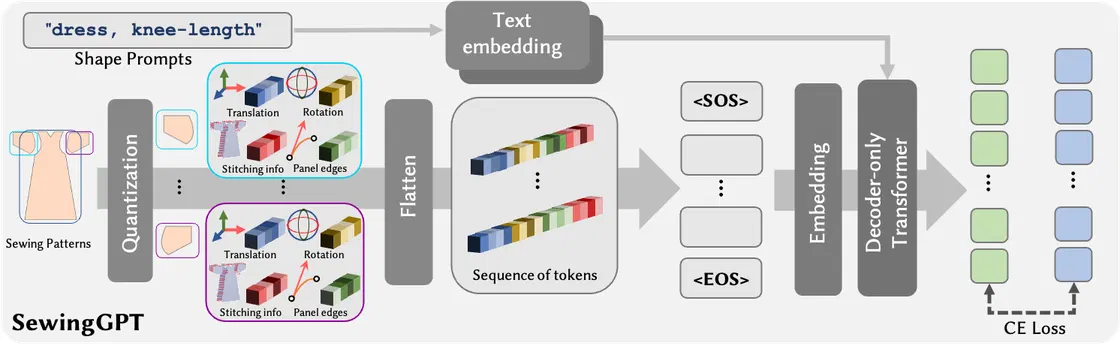 "dress, knee-length"
Shape Prompts
Text
embedding
Sewing Patterns
Quantization
Translation
Rotation
Stitching info
Panel edges
Translation
Rotation
Stitching info
Panel edges
Flatten
Sequence of tokens
<SOS>
<EOS>
Embedding
Decoder-only
Transformer
CE Loss
SewingGPT